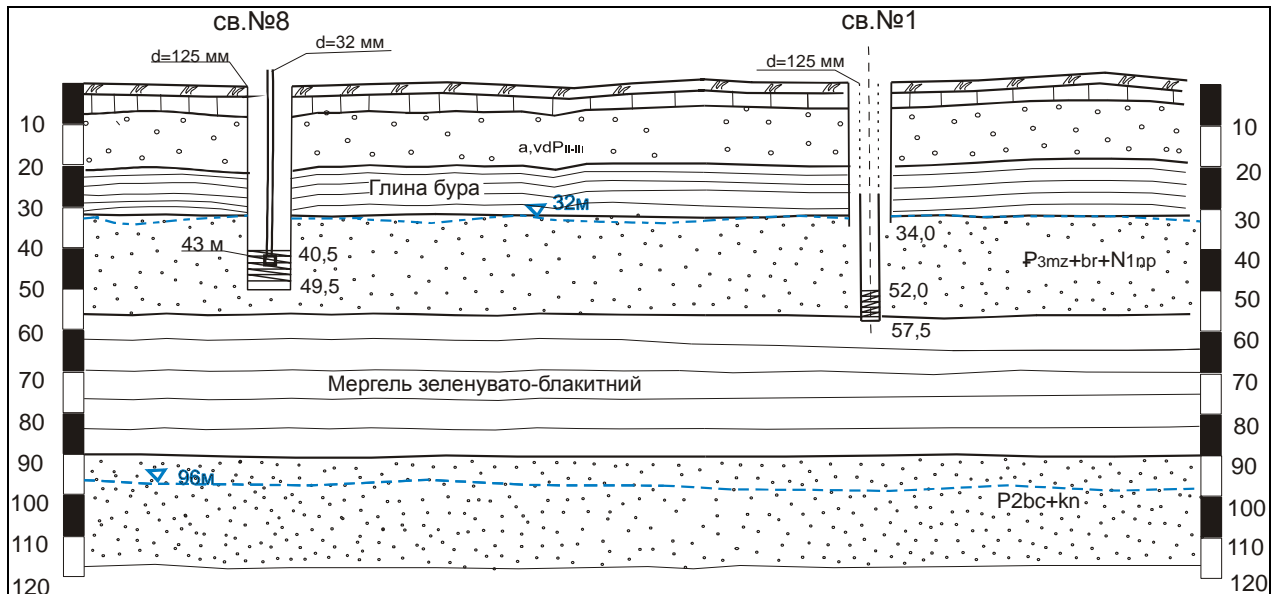 св.№8
св.№1
d=32 мм
d=125 мм
d=125 мм
10
10
a,vdPII-III
20
20
Глина бура
30
32м
30
34,0
40
43 м
40,5
P3mz+br+N1np
40
50
49,5
52,0
50
60
57,5
60
70
Мергель зеленувато-блакитний
70
80
80
90
90
96м
100
P2bc+kn
100
110
110
120
120